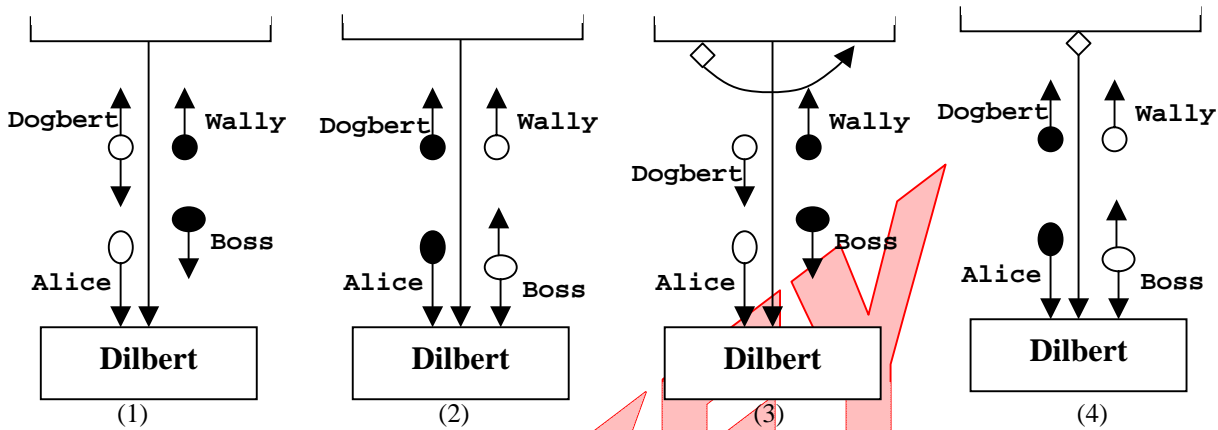 Dogbert Wally
Boss
Alice
Dilbert
(1)
Dogbert Wally
Alice Boss
Dilbert
(2)
Wally
Dogbert
Boss
Alice
Dilbert
(3)
Dogbert Wally
Alice Boss
Dilbert
(4)